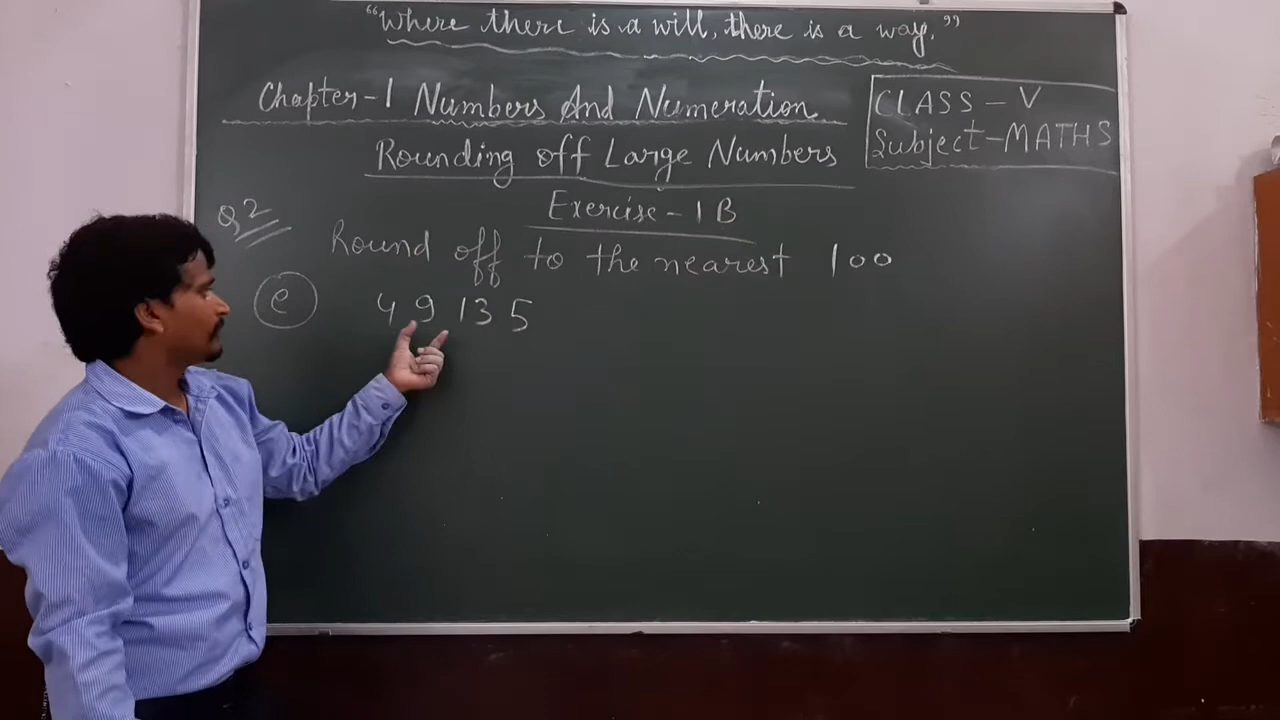 “Where there is a will, there is a way.”
Chapter-1 Numbers And Numeration
CLASS - V
Subject-MATHS
Rounding off Large Numbers
Exercise-1B
Q2
Round off to the nearest 100
e 49135